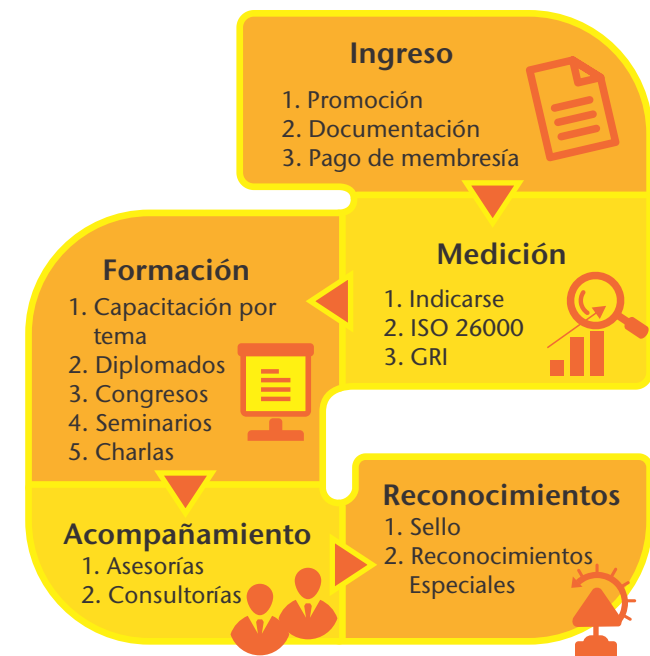 Ingreso
1. Promoción
2. Documentación
3. Pago de membresía
Medición
1. Indicarse
2. ISO 26000
3. GRI
Formación
1. Capacitación por
tema
2. Diplomados
3. Congresos
4. Seminarios
5. Charlas
Acompañamiento
1. Asesorías
2. Consultorías
Reconocimientos
1. Sello
2. Reconocimientos
Especiales